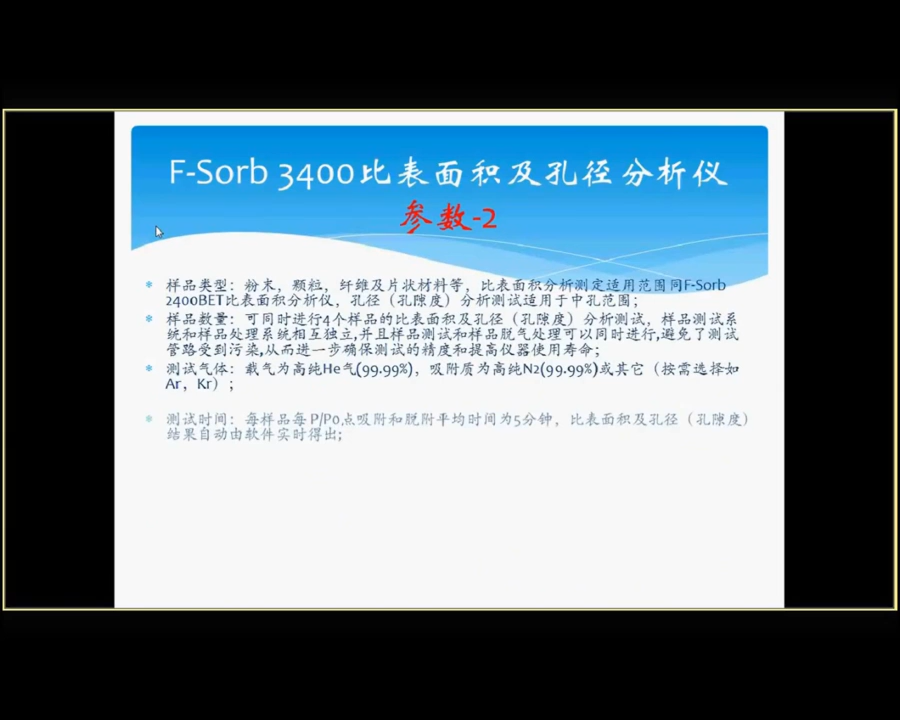 F-Sorb 3400比表面积及孔径分析仪
参数-2
样品类型：粉末，颗粒，纤维及片状材料等，比表面积分析测定适用范围同F-Sorb
2400BET比表面积分析仪，孔径（孔隙度）分析测试适用于中孔范围；
样品数量：可同时进行4个样品的比表面积及孔径（孔隙度）分析测试，样品测试系
统和样品处理系统相互独立,并且样品测试和样品脱气处理可以同时进行,避免了测试
管路受到污染,从而进一步确保测试的精度和提高仪器使用寿命；
测试气体：载气为高纯He气(99.99%)，吸附质为高纯N2(99.99%)或其它（按需选择如
Ar，Kr）；
测试时间：每样品每 P/P0点吸附和脱附平均时间为5分钟，比表面积及孔径（孔隙度）
结果自动由软件实时得出;